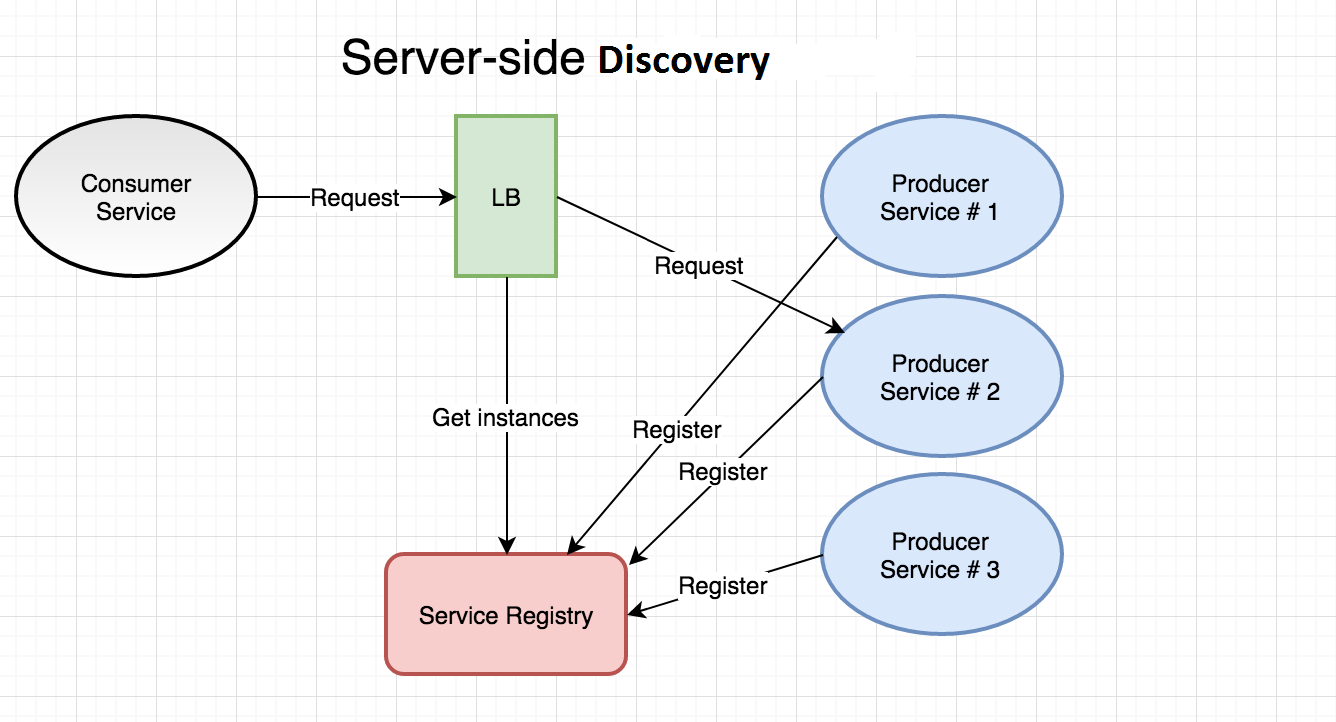 Server-side Discovery
Consumer
Service
Request
LB
Producer
Service # 1
Request
Producer
Service # 2
Get instances
Register
Register
Producer
Service # 3
Register
Service Registry